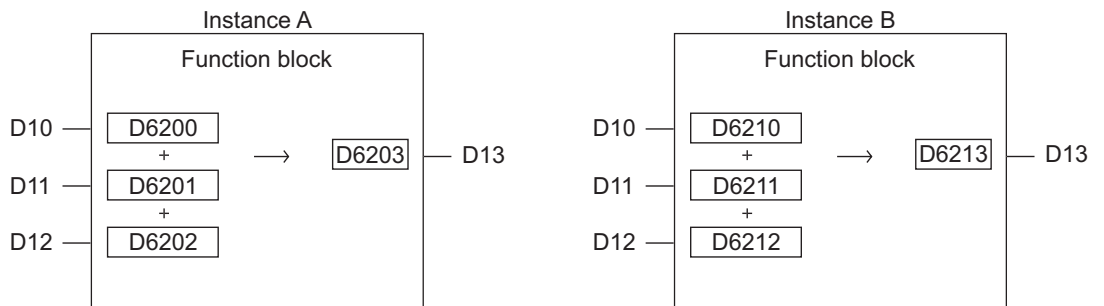 Instance A
Function block
D10
D6200
+
D11
D6201
+
D12
D6202
D6203
D13
Instance B
Function block
D10
D6210
+
D11
D6211
+
D12
D6212
D6213
D13